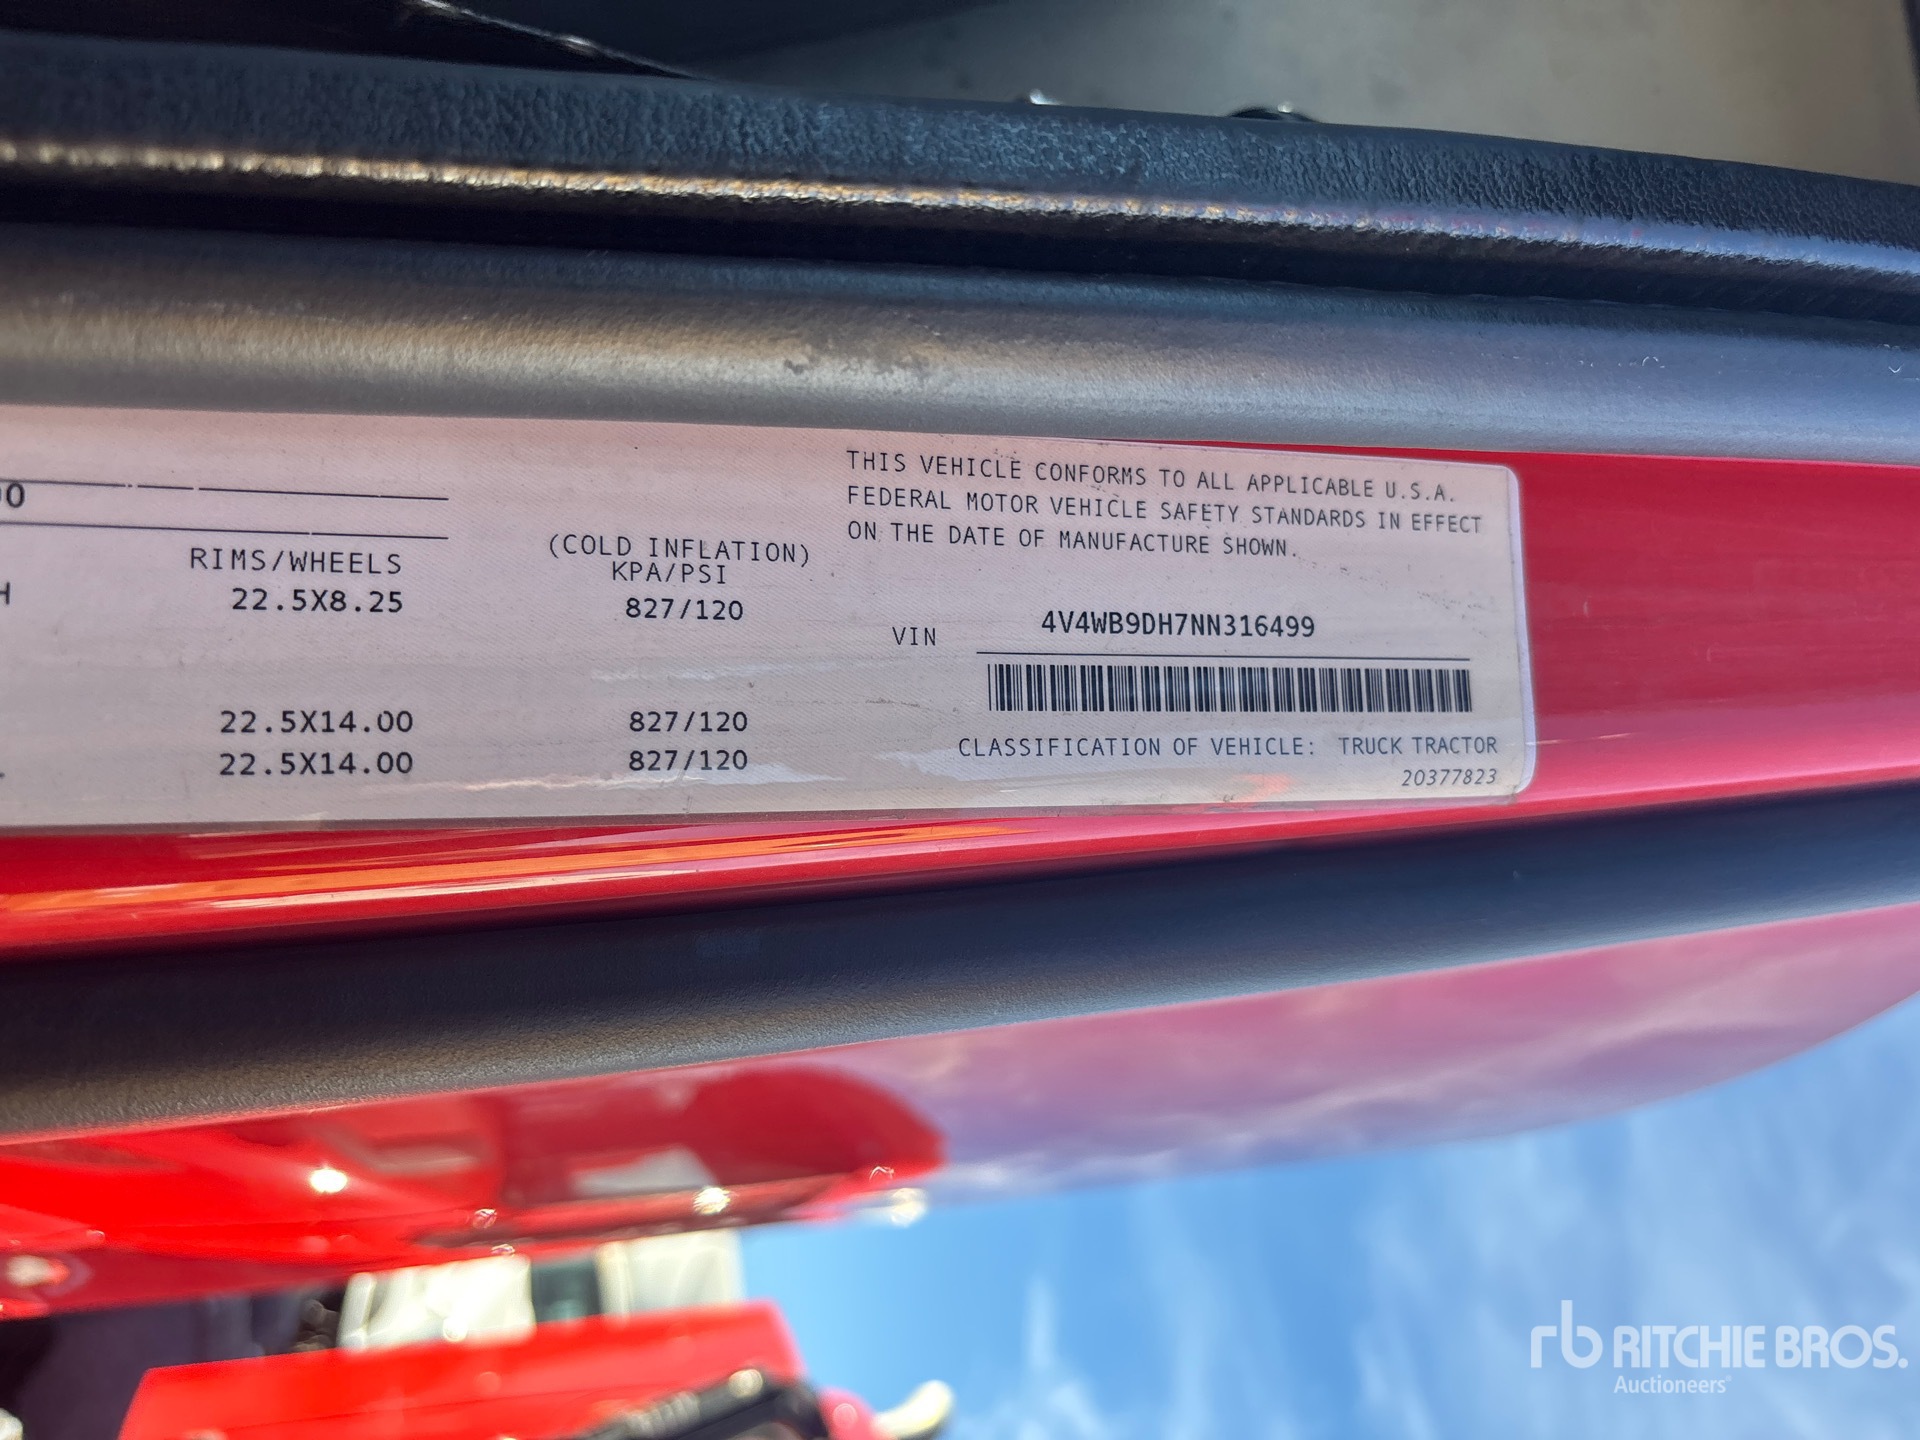 THIS VEHICLE CONFORMS TO ALL APPLICABLE U.S.A.
FEDERAL MOTOR VEHICLE SAFETY STANDARDS IN EFFECT
ON THE DATE OF MANUFACTURE SHOWN.
RIMS/WHEELS (COLD INFLATION)
KPA/PSI
22.5X8.25 827/120
VIN 4V4WB9DH7NN316499
22.5X14.00 827/120
22.5X14.00 827/120
CLASSIFICATION OF VEHICLE: TRUCK TRACTOR
20377823
rb RITCHIE BROS.
Auctioneers